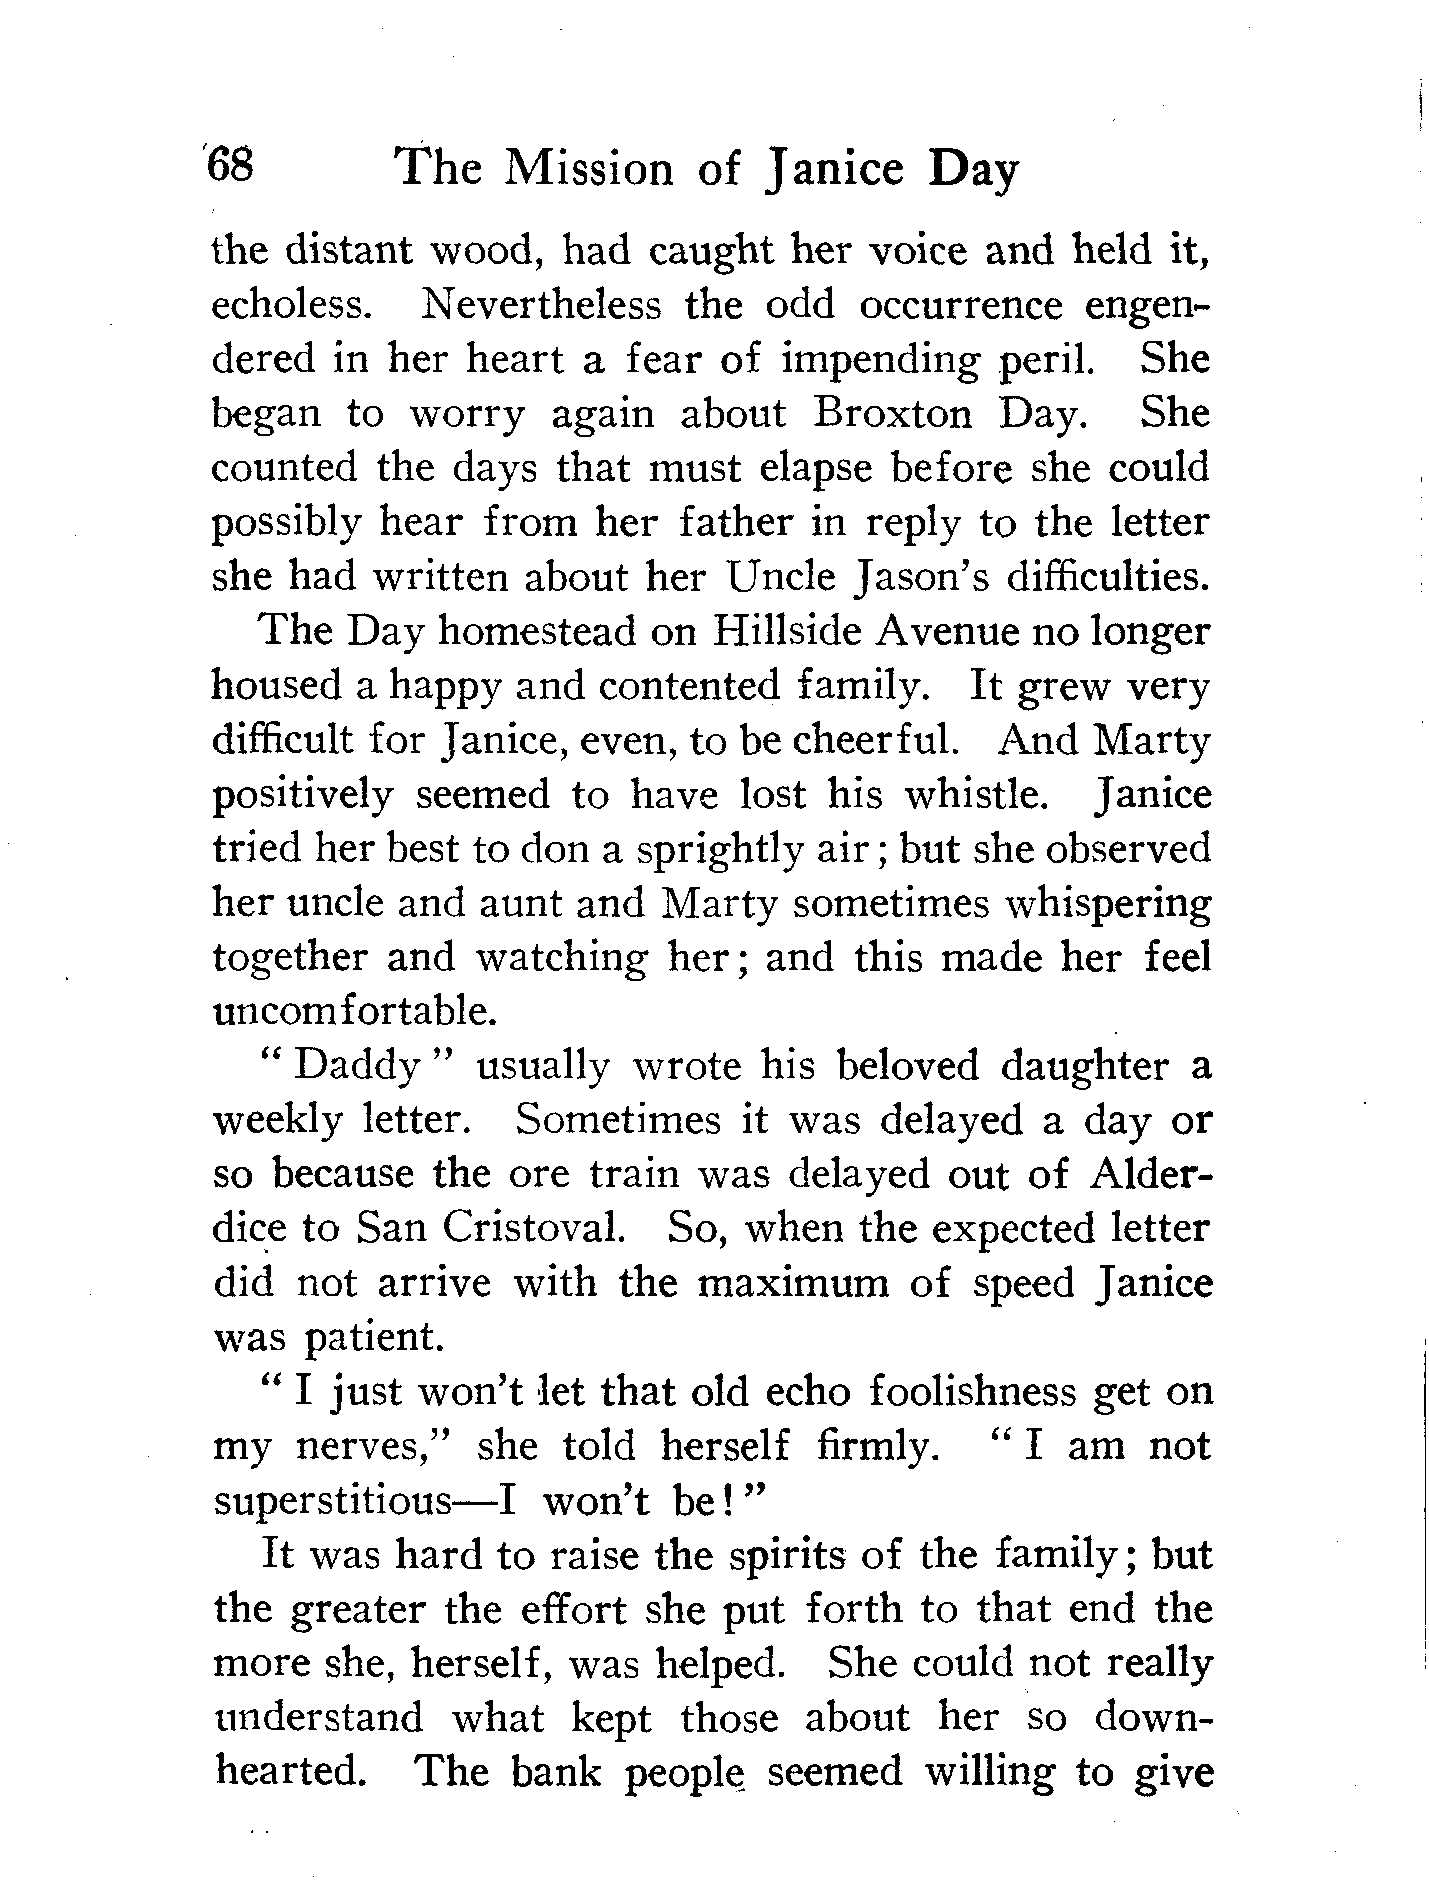 68 The Mission of Janice Day
the distant wood, had caught her voice and held it,
echoless. Nevertheless the odd occurrence engen-
dered in her heart a fear of impending peril. She
began to worry again about Broxton Day. She
counted the days that must elapse before she could
possibly hear from her father in reply to the letter
she had written about her Uncle Jason's difficulties.
The Day homestead on Hillside Avenue no longer
housed a happy and contented family. It grew very
difficult for Janice, even, to be cheerful. And Marty
positively seemed to have lost his whistle. Janice
tried her best to don a sprightly air; but she observed
her uncle and aunt and Marty sometimes whispering
together and watching her; and this made her feel
uncomfortable.
" Daddy " usually wrote his beloved daughter a
weekly letter. Sometimes it was delayed a day or
so because the ore train was delayed out of Alder-
dice to San Cristoval. So, when the expected letter
did not arrive with the maximum of speed Janice
was patient.
" I just won't let that old echo foolishness get on
my nerves," she told herself firmly. " I am not
superstitious—I won't be! "
It was hard to raise the spirits of the family; but
the greater the effort she put forth to that end the
more she, herself, was helped. She could not really
understand what kept those about her so down-
hearted. The bank people seemed willing to give